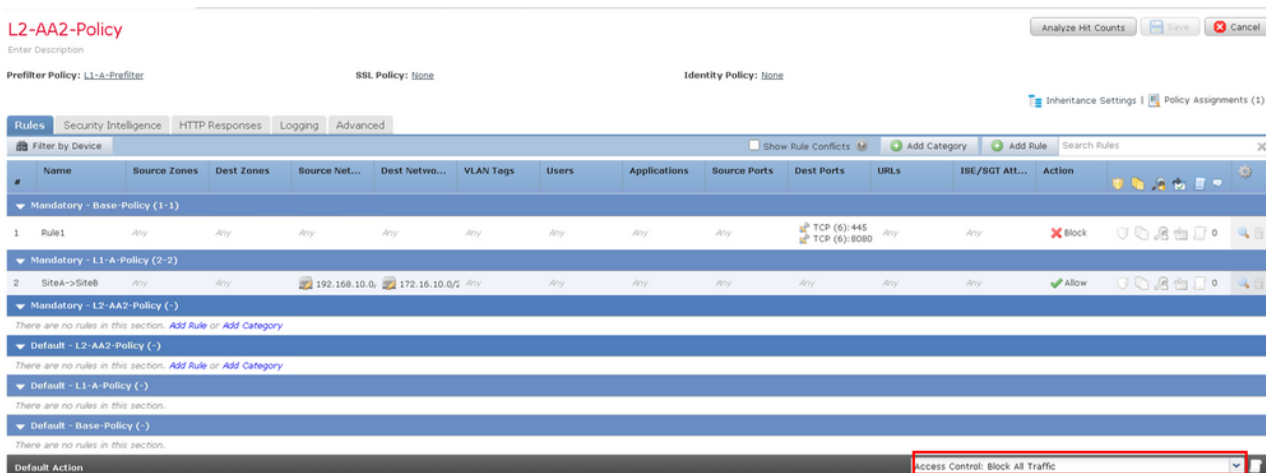 L2-AA2-Policy
Analyze Hit Counts Save Cancel
Enter Description
Prefilter Policy: L1-A-Prefilter SSL Policy: None Identity Policy: None
Inheritance Settings | Policy Assignments (1)
Rules Security Intelligence HTTP Responses Logging Advanced
Filter by Device Show Rule Conflicts Add Category Add Rule Search Rules
# Name Source Zones Dest Zones Source Net... Dest Netwo... VLAN Tags Users Applications Source Ports Dest Ports URLs ISE/SGT Att... Action
Mandatory - Base-Policy (1-1)
1 Rule1 Any Any Any Any Any Any Any Any TCP (6):445 Any Any Block 0
TCP (6):8080
Mandatory - L1-A-Policy (2-2)
2 SiteA->SiteB Any Any 192.168.10.0/ 172.16.10.0/2 Any Any Any Any Any Any Any Allow 0
Mandatory - L2-AA2-Policy (-)
There are no rules in this section. Add Rule or Add Category
Default - L2-AA2-Policy (-)
There are no rules in this section. Add Rule or Add Category
Default - L1-A-Policy (-)
There are no rules in this section.
Default - Base-Policy (-)
There are no rules in this section.
Default Action Access Control: Block All Traffic